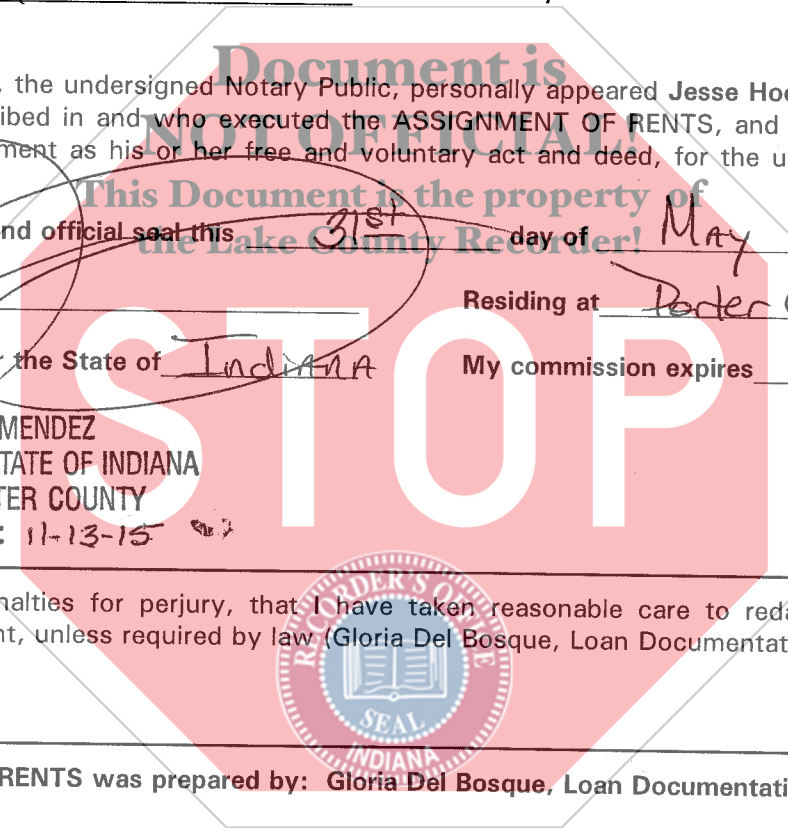 Document is
, the undersigned Notary Public, personally appeared Jesse Hoe
ibed in and who executed the ASSIGNMENT OF RENTS, and
NOT OFFICIAL!
ment as his or her free and voluntary act and deed, for the u
This Document is the property of
nd official seal this 31st day of May
the Lake County Recorder!
Residing at Porter
STOP
the State of Indiana My commission expires
MENDEZ
TATE OF INDIANA
TER COUNTY
: 11-13-15
nalties for perjury, that I have taken reasonable care to reda
nt, unless required by law (Gloria Del Bosque, Loan Documentat
RECORDER'S OFFICE
SEAL
INDIANA
RENTS was prepared by: Gloria Del Bosque, Loan Documentati